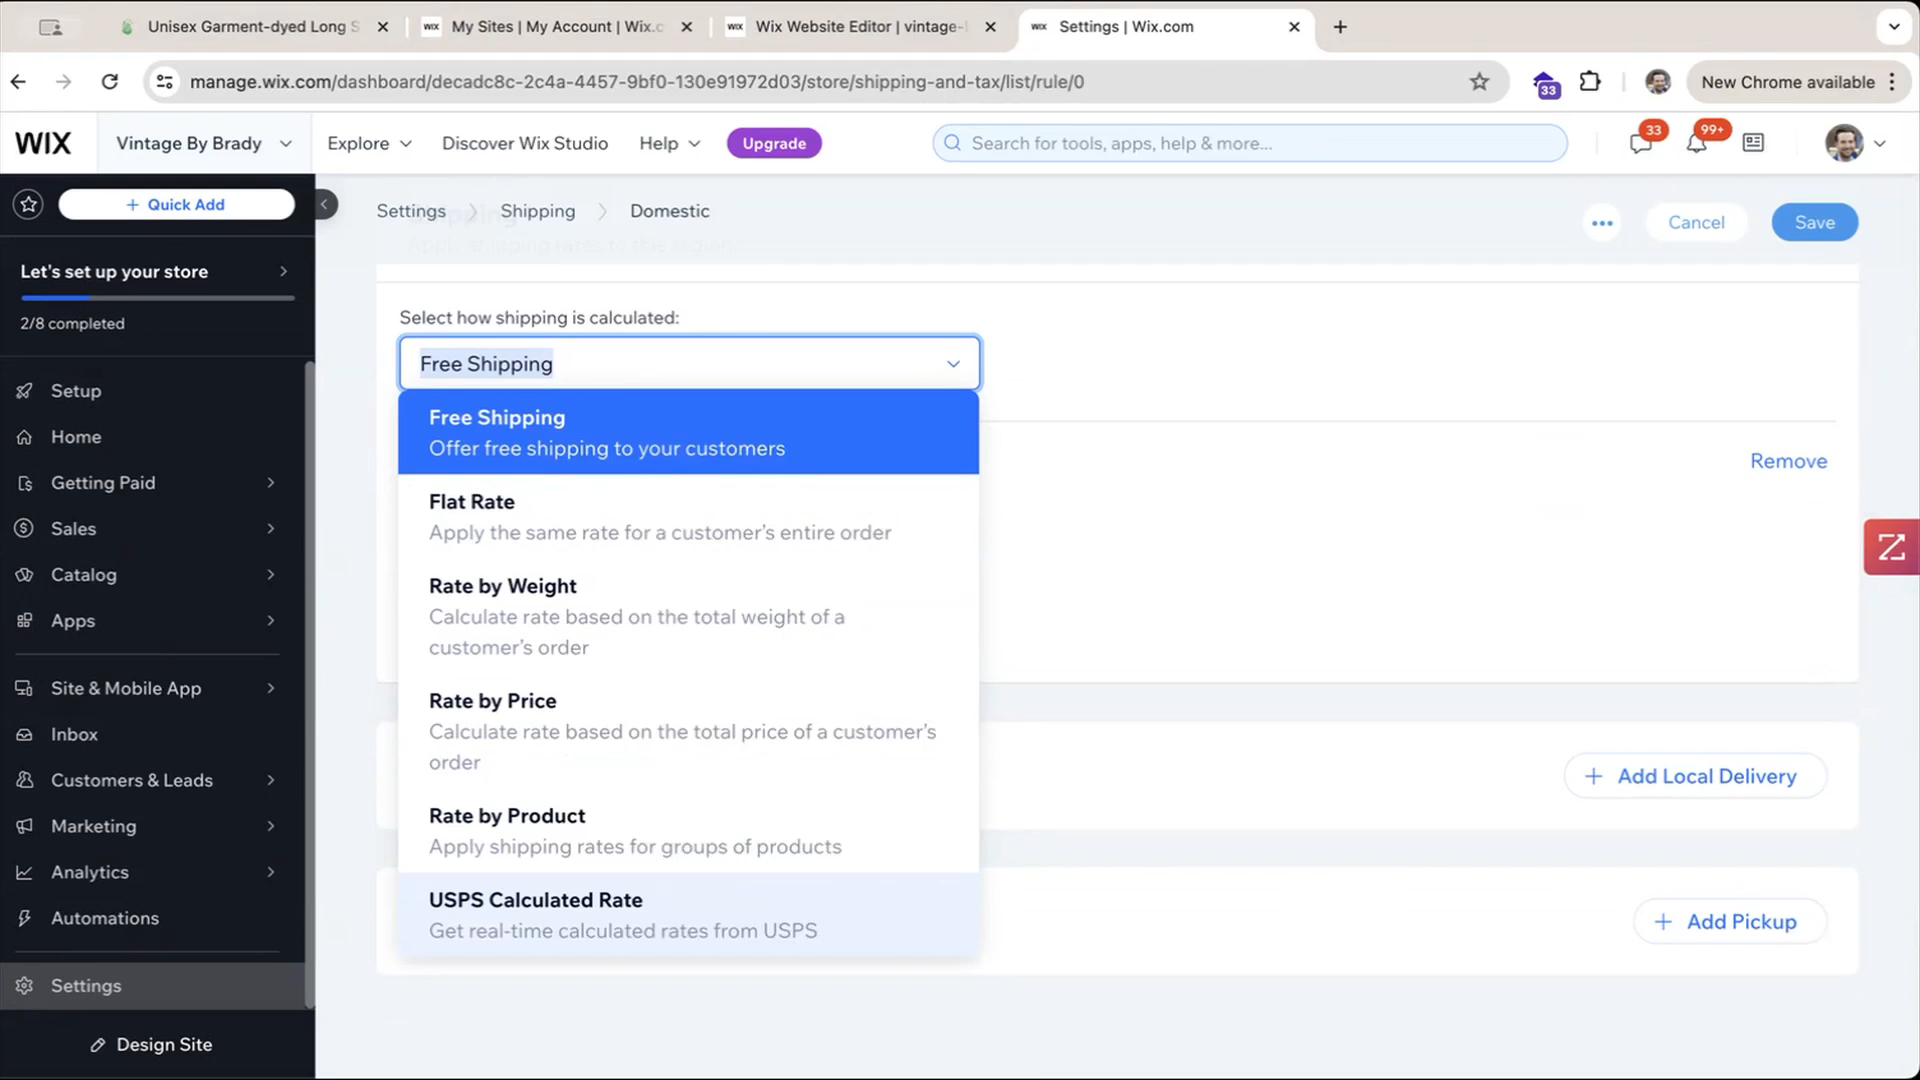 Unisex Garment-dyed Long S
My Sites | My Account | Wix.c
Wix Website Editor | vintage-l
Settings | Wix.com
manage.wix.com/dashboard/decadc8c-2c4a-4457-9bf0-130e91972d03/store/shipping-and-tax/list/rule/0
33
New Chrome available
WIX
Vintage By Brady
Explore
Discover Wix Studio
Help
Upgrade
Search for tools, apps, help & more...
33
99+
Quick Add
Let's set up your store
2/8 completed
Setup
Home
Getting Paid
Sales
Catalog
Apps
Site & Mobile App
Inbox
Customers & Leads
Marketing
Analytics
Automations
Settings
Design Site
Settings
Shipping
Domestic
Cancel
Save
Shipping
Apply shipping rates to this region
Select how shipping is calculated:
Free Shipping
Free Shipping
Offer free shipping to your customers
Flat Rate
Apply the same rate for a customer's entire order
Rate by Weight
Calculate rate based on the total weight of a
customer's order
Rate by Price
Calculate rate based on the total price of a customer's
order
Rate by Product
Apply shipping rates for groups of products
USPS Calculated Rate
Get real-time calculated rates from USPS
Remove
Add Local Delivery
Add Pickup